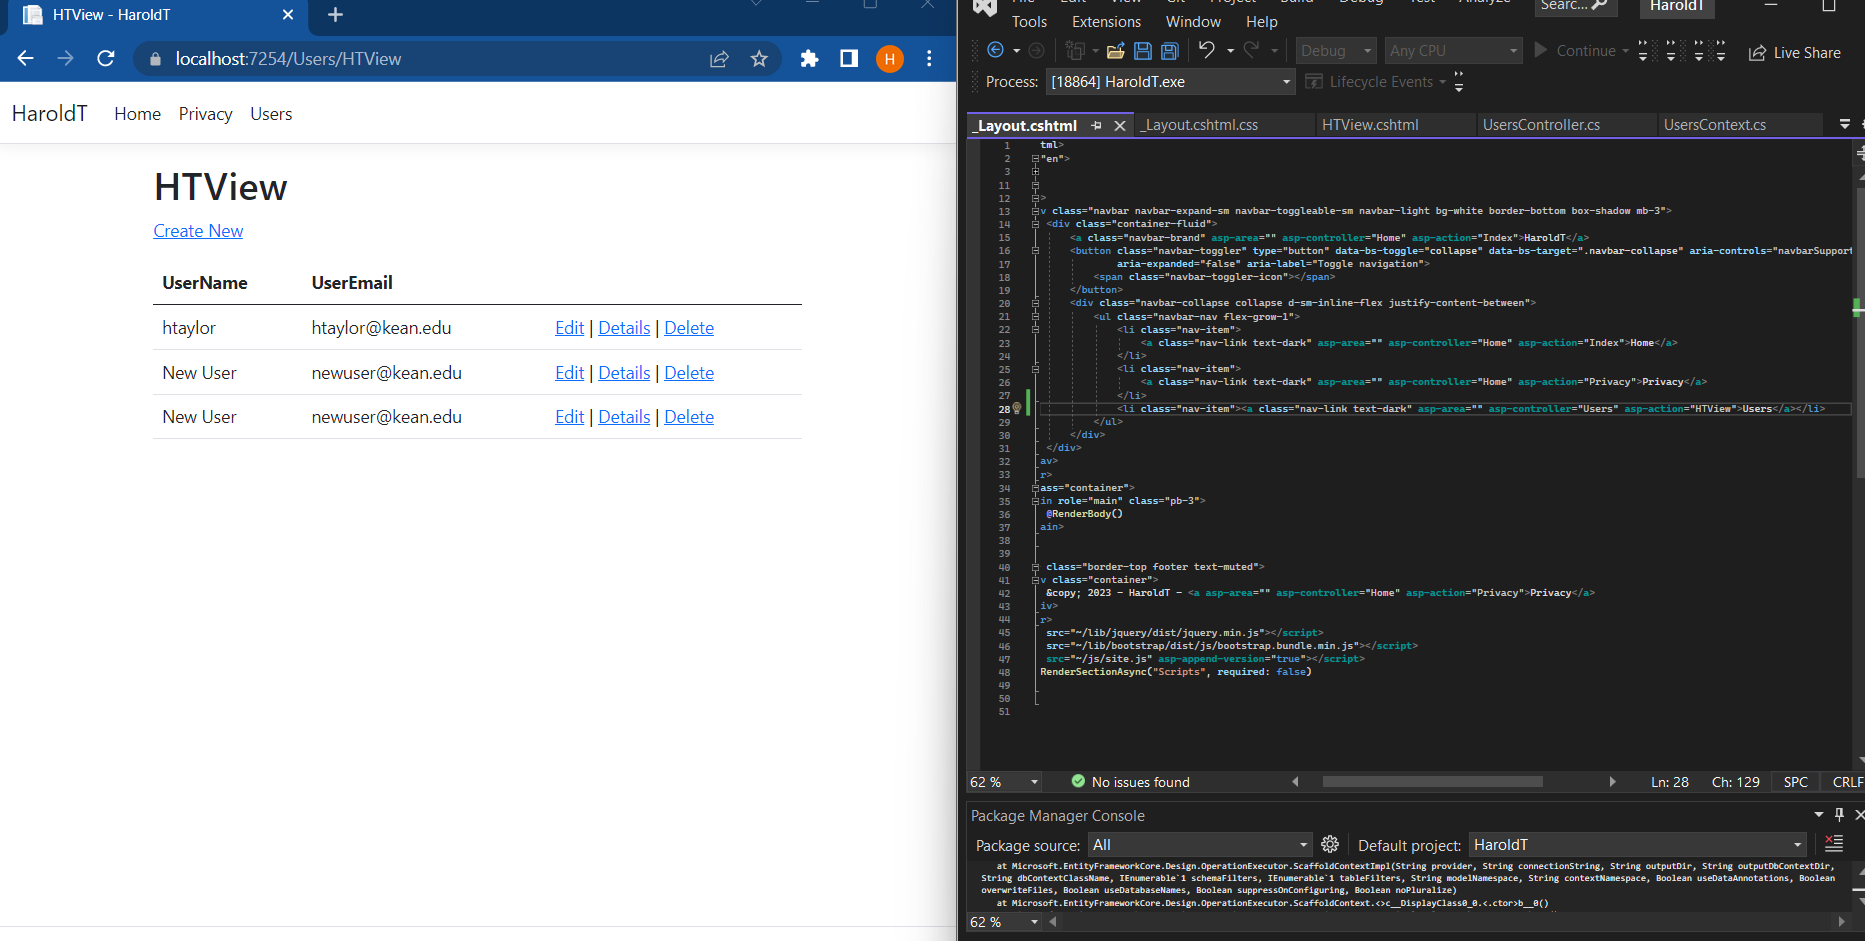 HTView - HaroldT
localhost:7254/Users/HTView
H
HaroldT
Home
Privacy
Users
HTView
Create New
UserName UserEmail
htaylor htaylor@kean.edu Edit | Details | Delete
New User newuser@kean.edu Edit | Details | Delete
New User newuser@kean.edu Edit | Details | Delete
Searc... HaroldT
Tools Extensions Window Help
Debug Any CPU Continue Live Share
Process: [18864] HaroldT.exe Lifecycle Events
_Layout.cshtml _Layout.cshtml.css HTView.cshtml UsersController.cs UsersContext.cs
1 tml>
2 "en">
3
11
12 >
13 v class="navbar navbar-expand-sm navbar-toggleable-sm navbar-light bg-white border-bottom box-shadow mb-3">
14 <div class="container-fluid">
15 <a class="navbar-brand" asp-area="" asp-controller="Home" asp-action="Index">HaroldT</a>
16 <button class="navbar-toggler" type="button" data-bs-toggle="collapse" data-bs-target=".navbar-collapse" aria-controls="navbarSupport
17 aria-expanded="false" aria-label="Toggle navigation">
18 <span class="navbar-toggler-icon"></span>
19 </button>
20 <div class="navbar-collapse collapse d-sm-inline-flex justify-content-between">
21 <ul class="navbar-nav flex-grow-1">
22 <li class="nav-item">
23 <a class="nav-link text-dark" asp-area="" asp-controller="Home" asp-action="Index">Home</a>
24 </li>
25 <li class="nav-item">
26 <a class="nav-link text-dark" asp-area="" asp-controller="Home" asp-action="Privacy">Privacy</a>
27 </li>
28 <li class="nav-item"><a class="nav-link text-dark" asp-area="" asp-controller="Users" asp-action="HTView">Users</a></li>
29 </ul>
30 </div>
31 </div>
32 av>
33 r>
34 ass="container">
35 in role="main" class="pb-3">
36 @RenderBody()
37 ain>
38
39
40 class="border-top footer text-muted">
41 v class="container">
42 &copy; 2023 - HaroldT - <a asp-area="" asp-controller="Home" asp-action="Privacy">Privacy</a>
43 iv>
44 r>
45 src="~/lib/jquery/dist/jquery.min.js"></script>
46 src="~/lib/bootstrap/dist/js/bootstrap.bundle.min.js"></script>
47 src="~/js/site.js" asp-append-version="true"></script>
48 RenderSectionAsync("Scripts", required: false)
49
50
51
62 % No issues found Ln: 28 Ch: 129 SPC CRLF
Package Manager Console
Package source: All Default project: HaroldT
at Microsoft.EntityFrameworkCore.Design.OperationExecutor.ScaffoldContextImpl(String provider, String connectionString, String outputDir, String outputDbContextDir,
String dbContextClassName, IEnumerable`1 schemaFilters, IEnumerable`1 tableFilters, String modelNamespace, String contextNamespace, Boolean useDataAnnotations, Boolean
overwriteFiles, Boolean useDatabaseNames, Boolean suppressOnConfiguring, Boolean noPluralize)
at Microsoft.EntityFrameworkCore.Design.OperationExecutor.ScaffoldContext.<>c__DisplayClass0_0.<.ctor>b__0()
62 %